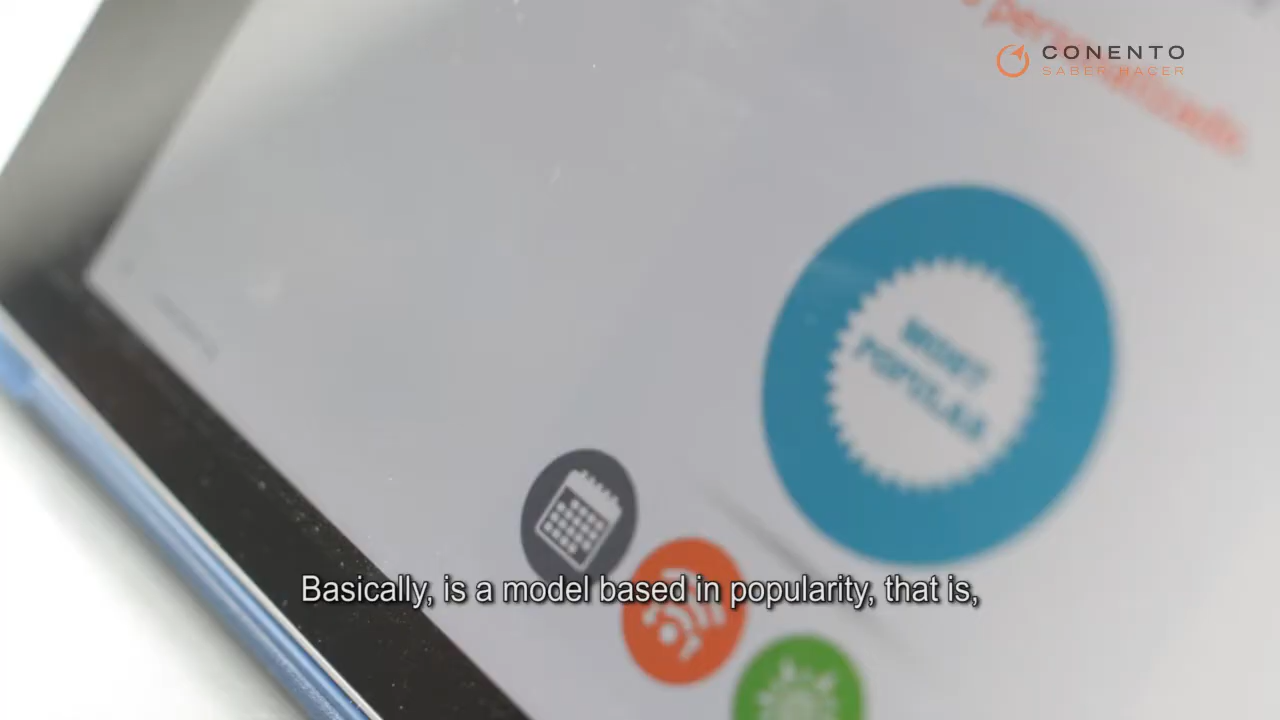 CONENTO
SABER HACER
MOST
POPULAR
Basically, is a model based in popularity, that is,